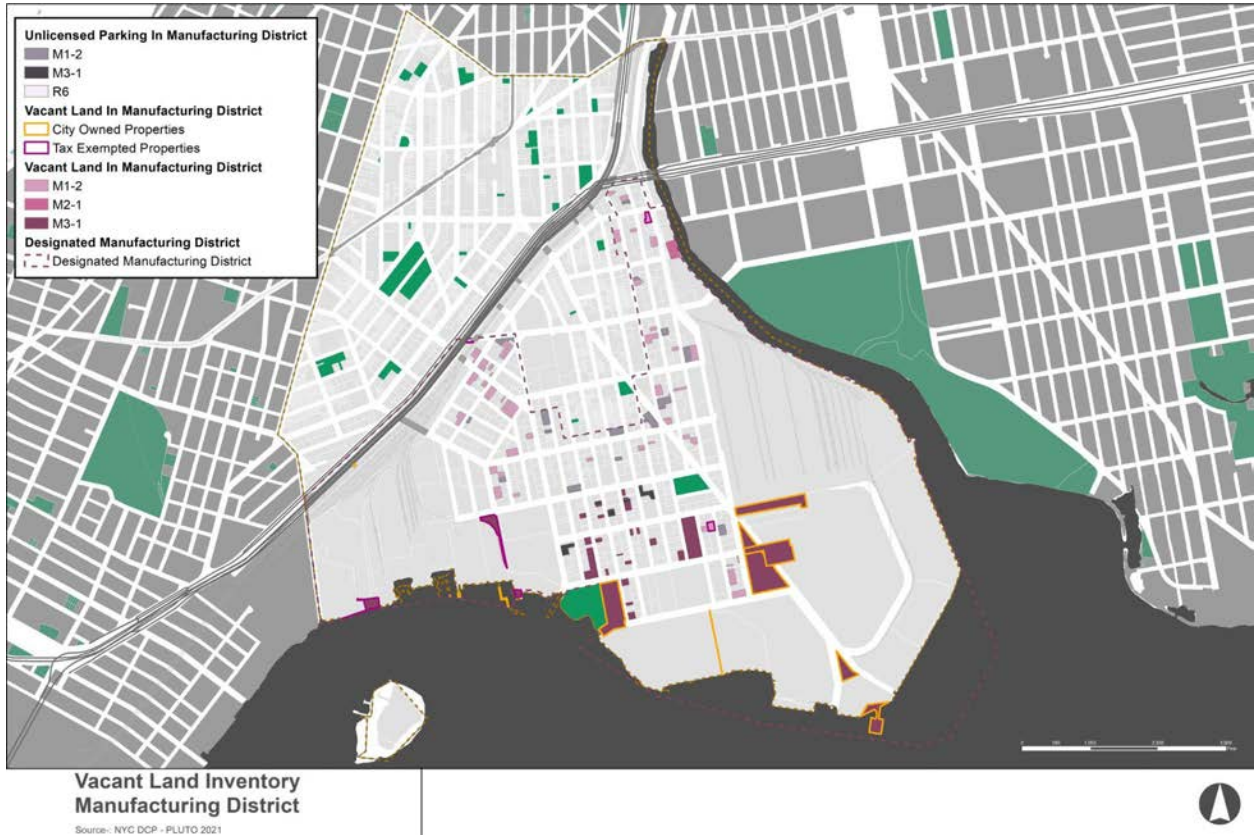 Unlicensed Parking In Manufacturing District
M1-2
M3-1
R6
Vacant Land In Manufacturing District
City Owned Properties
Tax Exempted Properties
Vacant Land In Manufacturing District
M1-2
M2-1
M3-1
Designated Manufacturing District
Designated Manufacturing District
Vacant Land Inventory
Manufacturing District
Source-: NYC DCP - PLUTO 2021